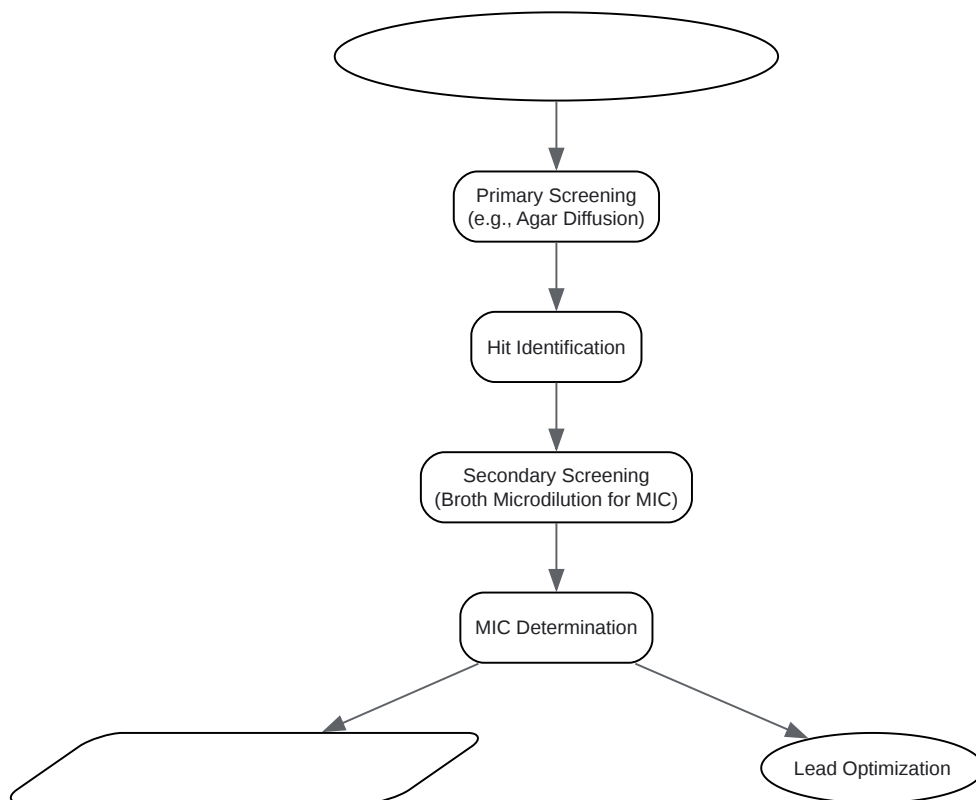 Primary Screening
(e.g., Agar Diffusion)
Hit Identification
Secondary Screening
(Broth Microdilution for MIC)
MIC Determination
Lead Optimization